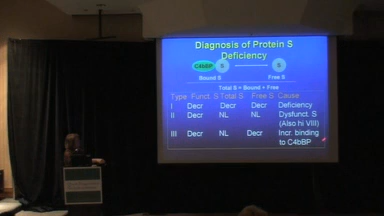 Diagnosis of Protein S
Deficiency
C4bBP S S
Bound S Free S
Total S = Bound + Free
Type Funct. S Total S Free S Cause
I Decr Decr Decr Deficiency
II Decr NL NL Dysfunct. S
(Also hi VIII)
III Decr NL Decr Incr. binding
to C4bBP